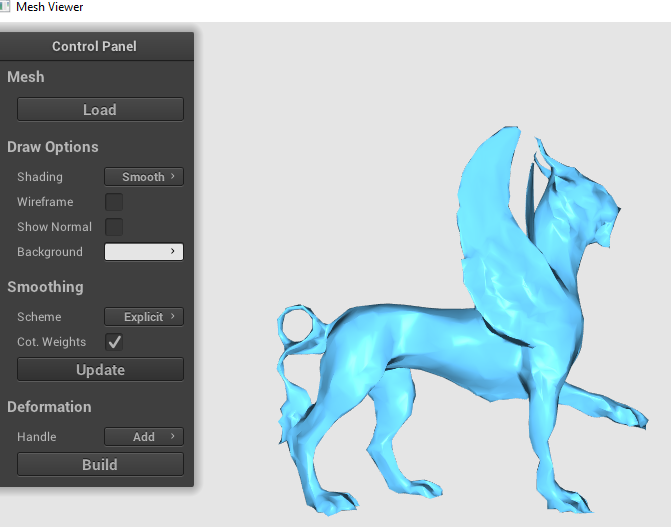 Mesh Viewer
Control Panel
Mesh
Load
Draw Options
Shading Smooth ›
Wireframe
Show Normal
Background ›
Smoothing
Scheme Explicit ›
Cot. Weights ✓
Update
Deformation
Handle Add ›
Build